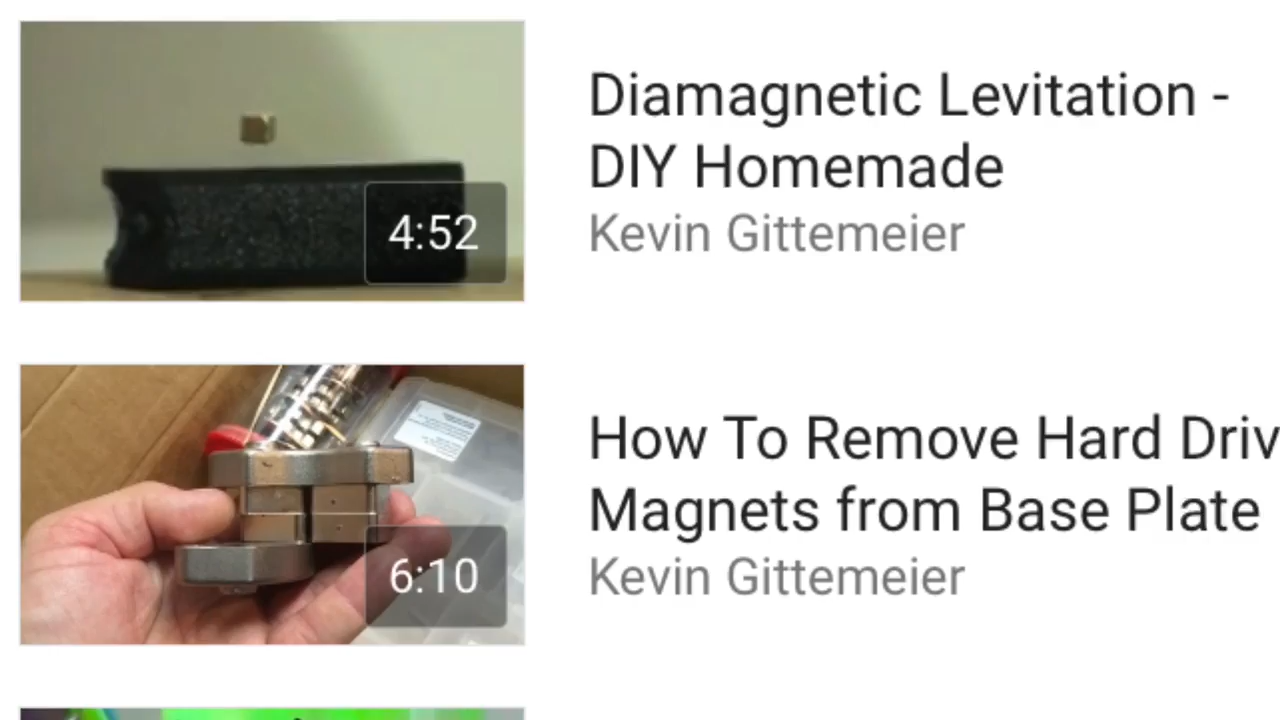 4:52
Diamagnetic Levitation -
DIY Homemade
Kevin Gittemeier
6:10
How To Remove Hard Driv
Magnets from Base Plate
Kevin Gittemeier